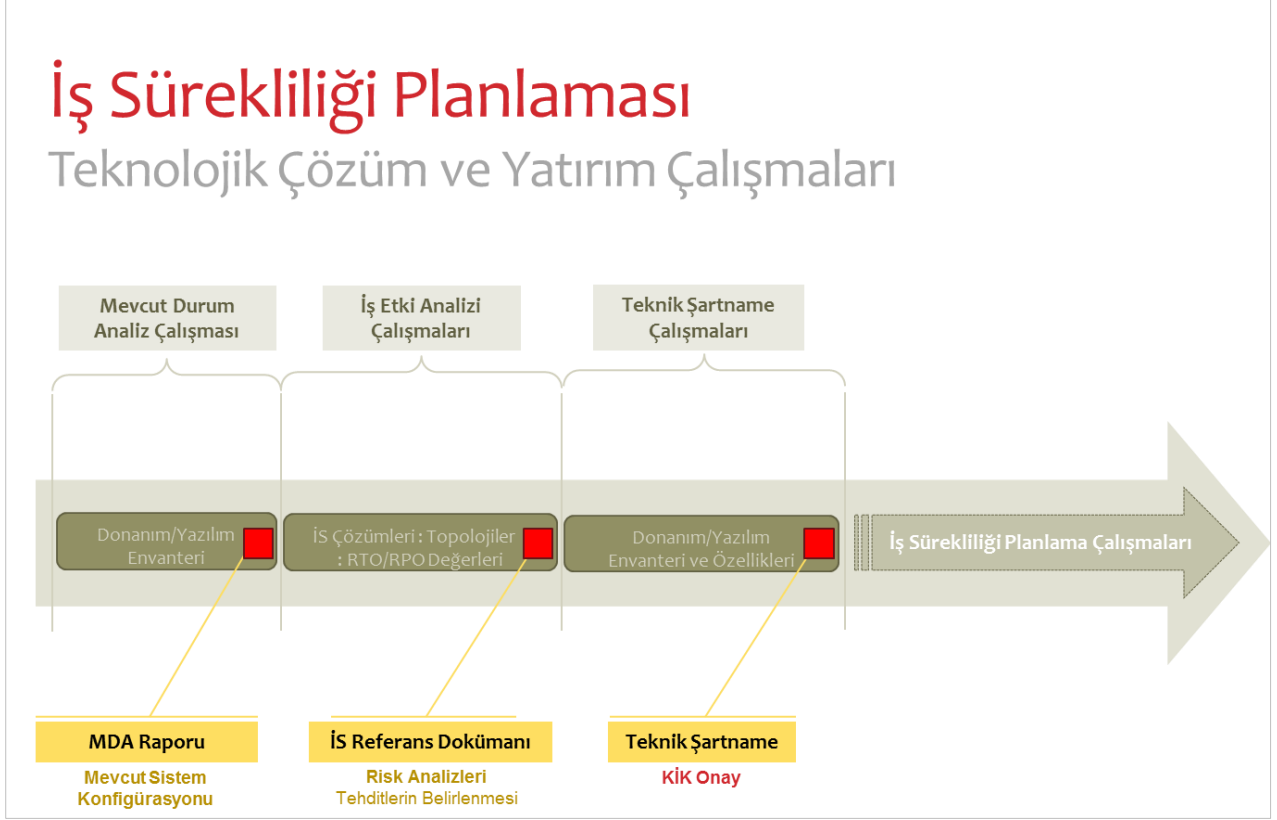 İş Sürekliliği Planlaması
Teknolojik Çözüm ve Yatırım Çalışmaları
Mevcut Durum
Analiz Çalışması
İş Etki Analizi
Çalışmaları
Teknik Şartname
Çalışmaları
Donanım/Yazılım
Envanteri
İS Çözümleri : Topolojiler
: RTO/RPO Değerleri
Donanım/Yazılım
Envanteri ve Özellikleri
İş Sürekliliği Planlama Çalışmaları
MDA Raporu
Mevcut Sistem
Konfigürasyonu
İS Referans Dokümanı
Risk Analizleri
Tehditlerin Belirlenmesi
Teknik Şartname
KİK Onay